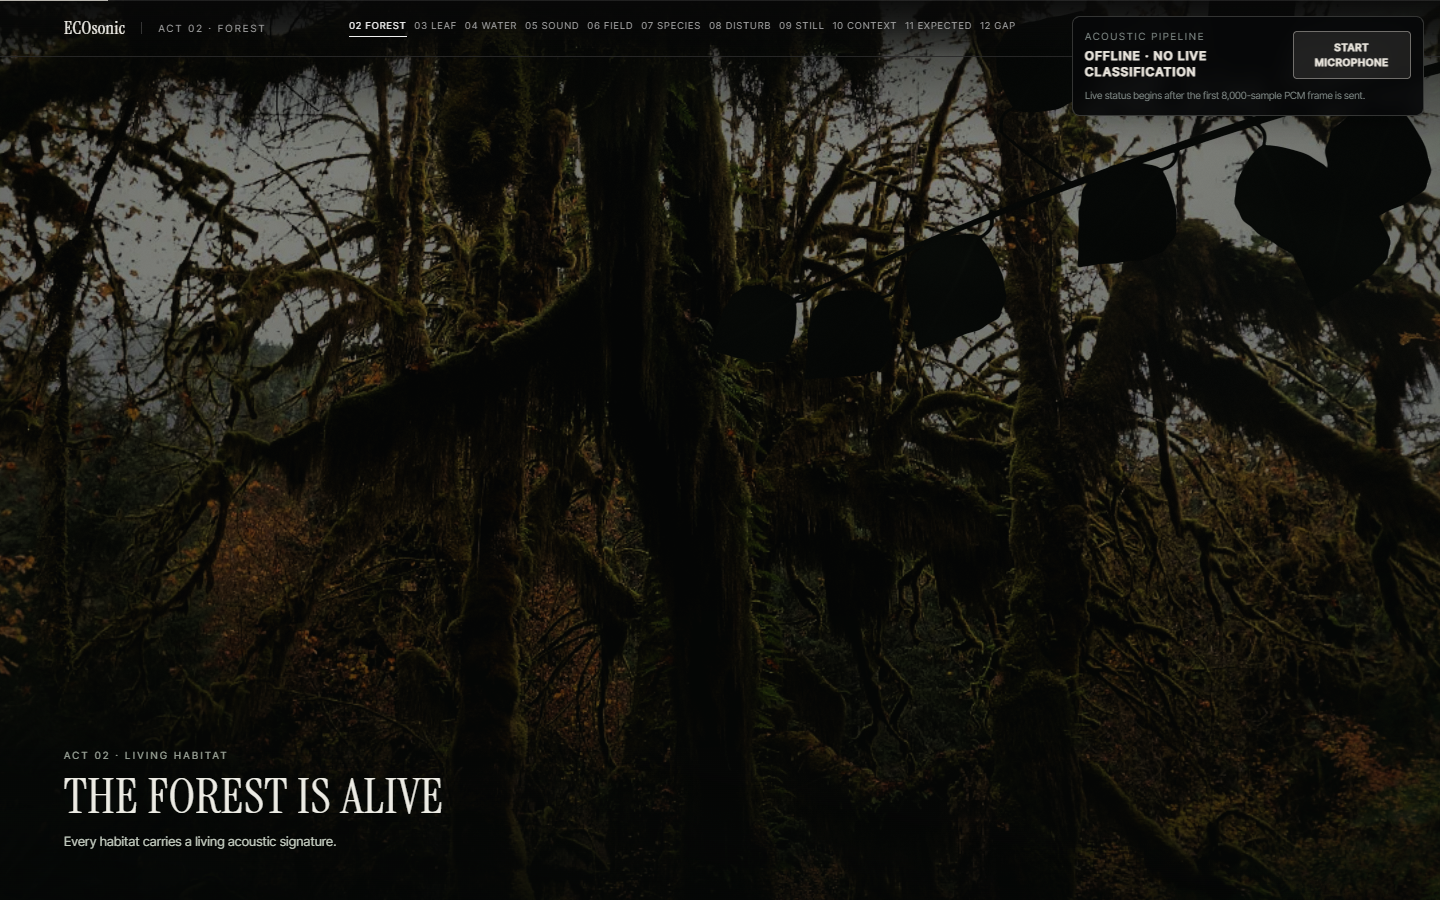 ECOsonic
ACT 02 · FOREST
02 FOREST 03 LEAF 04 WATER 05 SOUND 06 FIELD 07 SPECIES 08 DISTURB 09 STILL 10 CONTEXT 11 EXPECTED 12 GAP
ACOUSTIC PIPELINE
OFFLINE · NO LIVE
CLASSIFICATION
START
MICROPHONE
Live status begins after the first 8,000-sample PCM frame is sent.
ACT 02 · LIVING HABITAT
THE FOREST IS ALIVE
Every habitat carries a living acoustic signature.